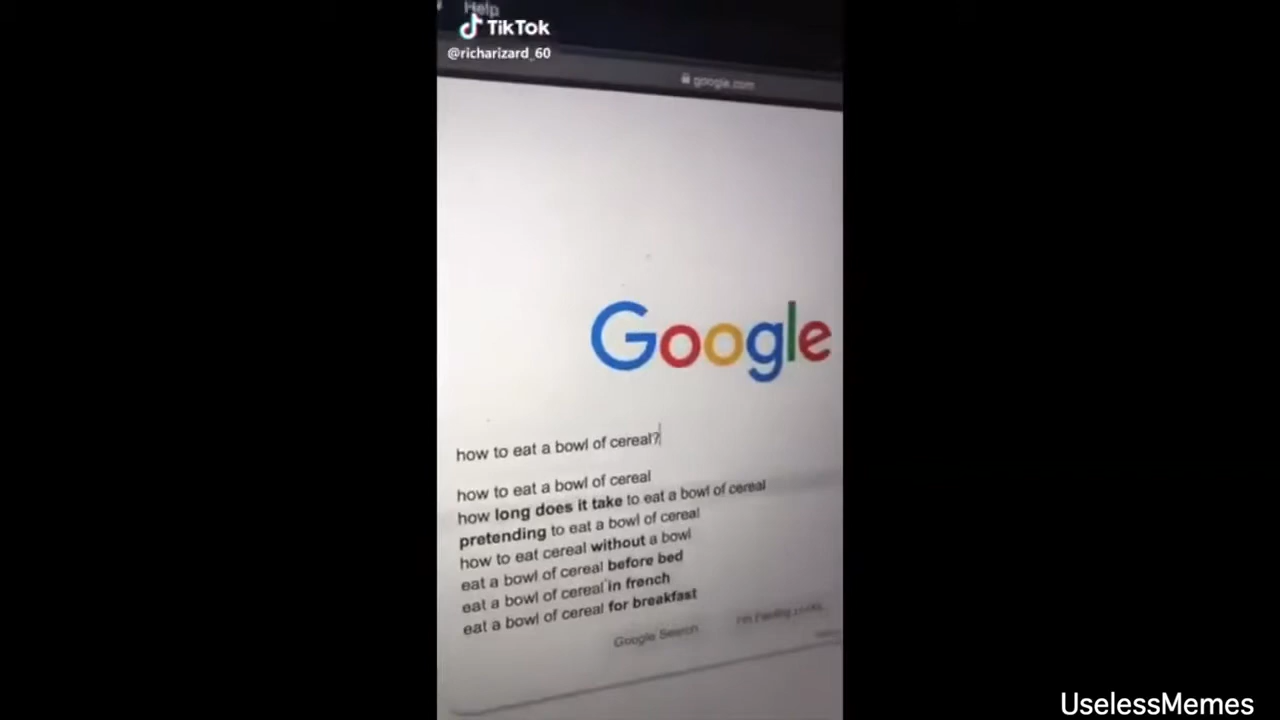 Help
TikTok
@richarizard_60
google.com
Google
how to eat a bowl of cereal?
how to eat a bowl of cereal
how long does it take to eat a bowl of cereal
pretending to eat a bowl of cereal
how to eat cereal without a bowl
eat a bowl of cereal before bed
eat a bowl of cereal in french
eat a bowl of cereal for breakfast
Google Search
I'm Feeling
UselessMemes